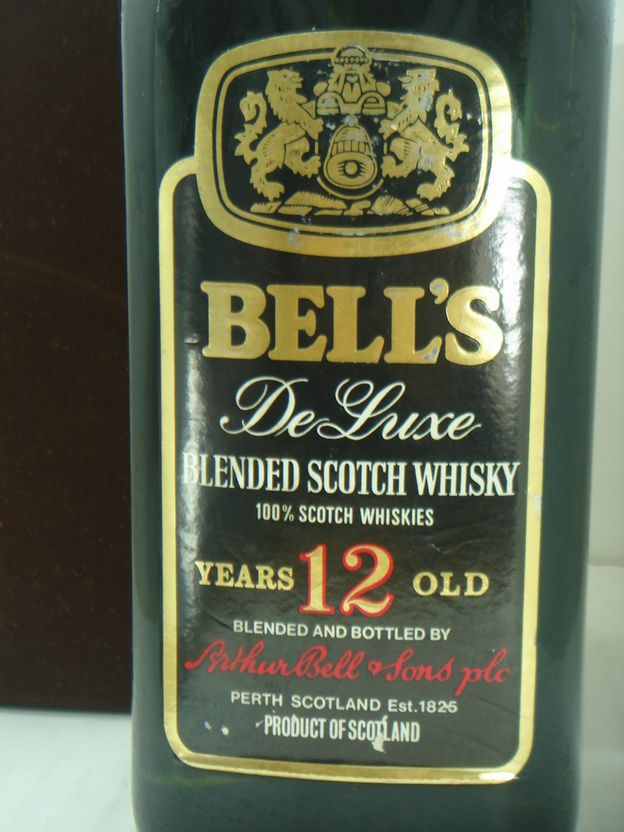 BELL'S
De Luxe
BLENDED SCOTCH WHISKY
100% SCOTCH WHISKIES
YEARS 12 OLD
BLENDED AND BOTTLED BY
Arthur Bell & Sons plc
PERTH SCOTLAND Est.1825
PRODUCT OF SCOTLAND